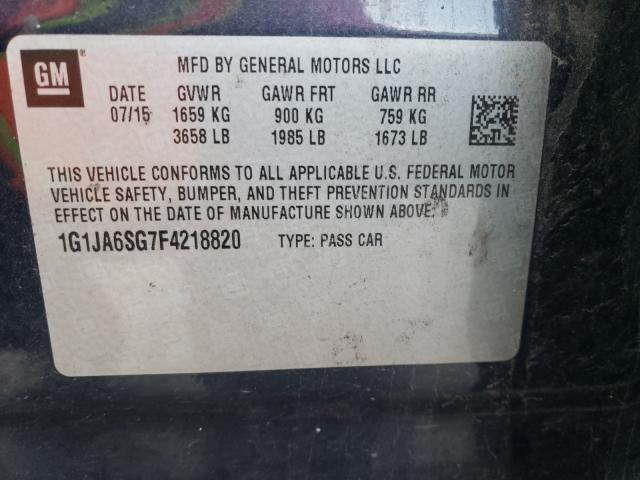 GM
MFD BY GENERAL MOTORS LLC
DATE GVWR GAWR FRT GAWR RR
07/15 1659 KG 900 KG 759 KG
3658 LB 1985 LB 1673 LB
THIS VEHICLE CONFORMS TO ALL APPLICABLE U.S. FEDERAL MOTOR
VEHICLE SAFETY, BUMPER, AND THEFT PREVENTION STANDARDS IN
EFFECT ON THE DATE OF MANUFACTURE SHOWN ABOVE.
1G1JA6SG7F4218820 TYPE: PASS CAR